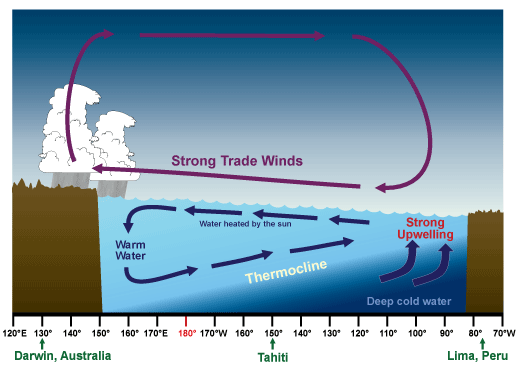 Strong Trade Winds
Water heated by the sun
Strong
Upwelling
Warm
Water
Thermocline
Deep cold water
120°E 130° 140° 150° 160° 170°E 180° 170°W 160° 150° 140° 130° 120° 110° 100° 90° 80° 70W
Darwin, Australia Tahiti Lima, Peru